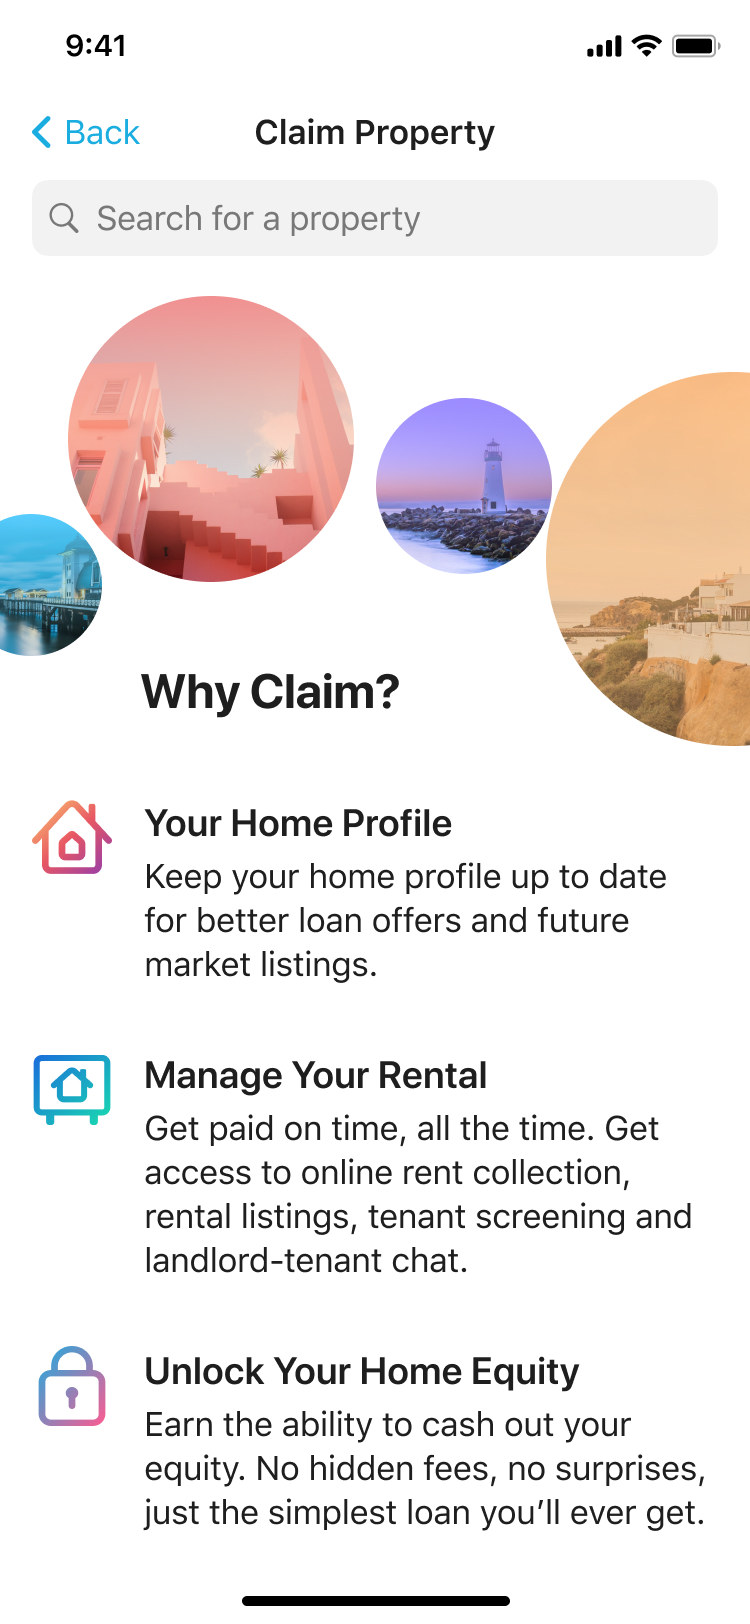 9:41
Back
Claim Property
Search for a property
Why Claim?
Your Home Profile
Keep your home profile up to date
for better loan offers and future
market listings.
Manage Your Rental
Get paid on time, all the time. Get
access to online rent collection,
rental listings, tenant screening and
landlord-tenant chat.
Unlock Your Home Equity
Earn the ability to cash out your
equity. No hidden fees, no surprises,
just the simplest loan you’ll ever get.